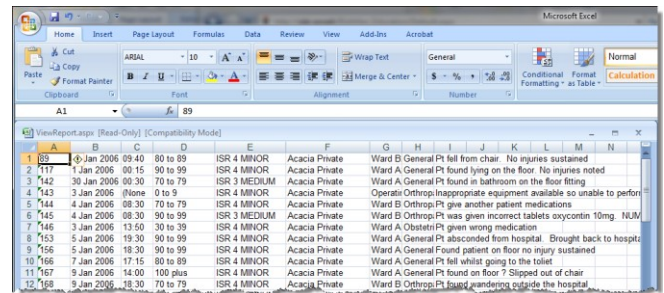 Microsoft Excel
Home Insert Page Layout Formulas Data Review View Add-Ins Acrobat
Cut
Copy
Format Painter
Paste
Clipboard
ARIAL 10
Font
Wrap Text
Merge & Center
Alignment
General
Number
Conditional Formatting
Format as Table
Normal
Calculation
A1 fx 89
ViewReport.aspx [Read-Only] [Compatibility Mode]
A B C D E F G H I J K L M N
1 89 Jan 2006 09:40 80 to 89 ISR 4 MINOR Acacia Private Ward B General Pt fell from chair. No injuries sustained
2 117 1 Jan 2006 00:15 90 to 99 ISR 4 MINOR Acacia Private Ward A General Pt found lying on the floor. No injuries noted
3 142 30 Jan 2006 00:30 70 to 79 ISR 3 MEDIUM Acacia Private Ward A General Pt found in bathroom on the floor fitting
4 143 3 Jan 2006 (None 0 to 9 ISR 4 MINOR Acacia Private Operatin Orthrop Inappropriate equipment available so unable to perfor
5 144 4 Jan 2006 08:30 70 to 79 ISR 4 MINOR Acacia Private Ward B Orthrop Pt give another patient medications
6 145 4 Jan 2006 08:30 90 to 99 ISR 3 MEDIUM Acacia Private Ward B Orthrop Pt was given incorrect tablets oxycontin 10mg. NUM
7 146 3 Jan 2006 13:50 30 to 39 ISR 4 MINOR Acacia Private Ward A Obstetri Pt given wrong medication
8 153 5 Jan 2006 19:30 90 to 99 ISR 4 MINOR Acacia Private Ward A General Pt absconded from hospital. Brought back to hospita
9 156 7 Jan 2006 18:30 90 to 99 ISR 4 MINOR Acacia Private Ward A General Found patient on floor no injury sustained
10 166 7 Jan 2006 17:15 80 to 89 ISR 4 MINOR Acacia Private Ward A General Pt fell whilst going to the toliet
11 167 9 Jan 2006 14:00 100 plus ISR 4 MINOR Acacia Private Ward A General Pt found on floor ? Slipped out of chair
12 168 9 Jan 2006 18:30 70 to 79 ISR 4 MINOR Acacia Private Ward B Orthrop Pt found wandering outside the hospital